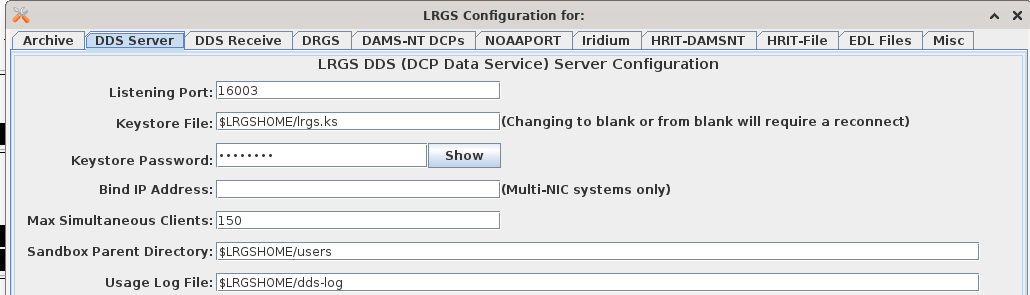 LRGS Configuration for:
Archive DDS Server DDS Receive DRGS DAMS-NT DCPs NOAAPORT Iridium HRIT-DAMSNT HRIT-File EDL Files Misc
LRGS DDS (DCP Data Service) Server Configuration
Listening Port: 16003
Keystore File: $LRGSHOME/lrgs.ks (Changing to blank or from blank will require a reconnect)
Keystore Password: •••••••• Show
Bind IP Address: (Multi-NIC systems only)
Max Simultaneous Clients: 150
Sandbox Parent Directory: $LRGSHOME/users
Usage Log File: $LRGSHOME/dds-log